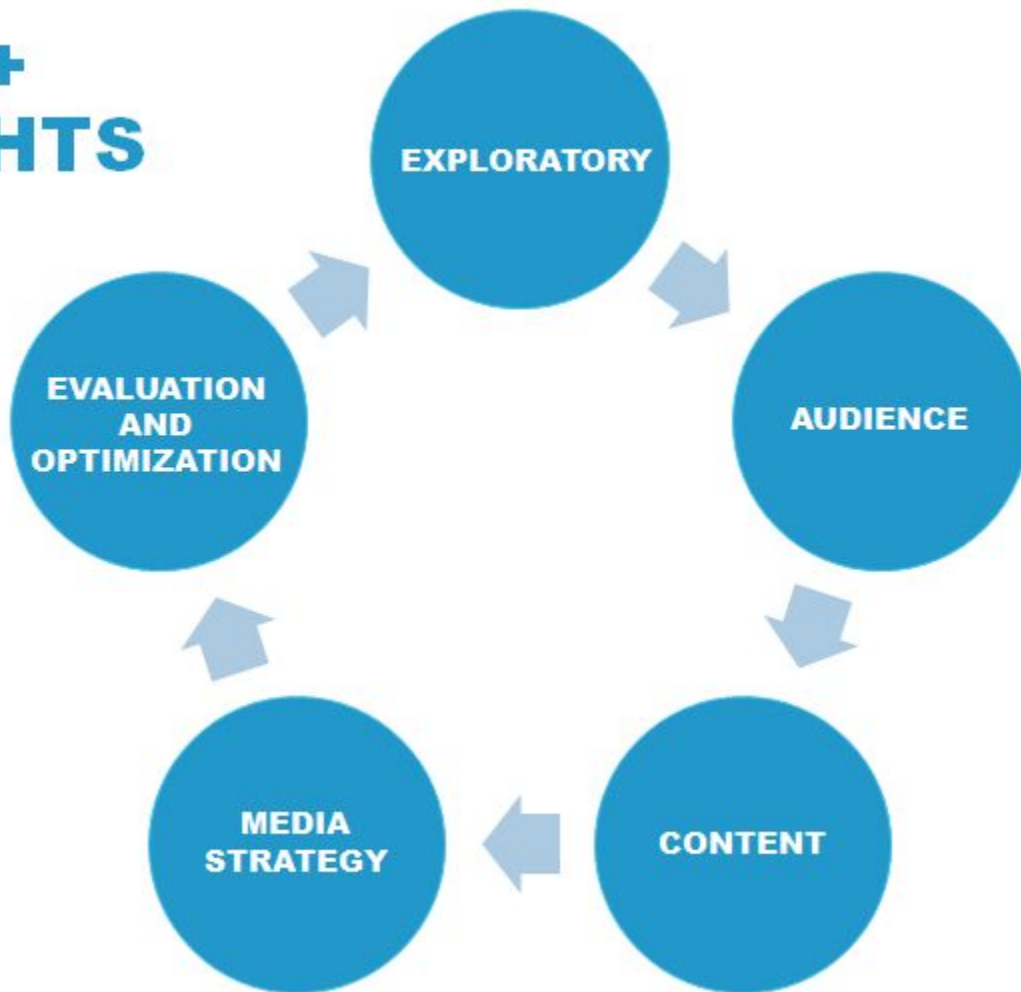 +
HTS
EXPLORATORY
AUDIENCE
CONTENT
MEDIA
STRATEGY
EVALUATION
AND
OPTIMIZATION